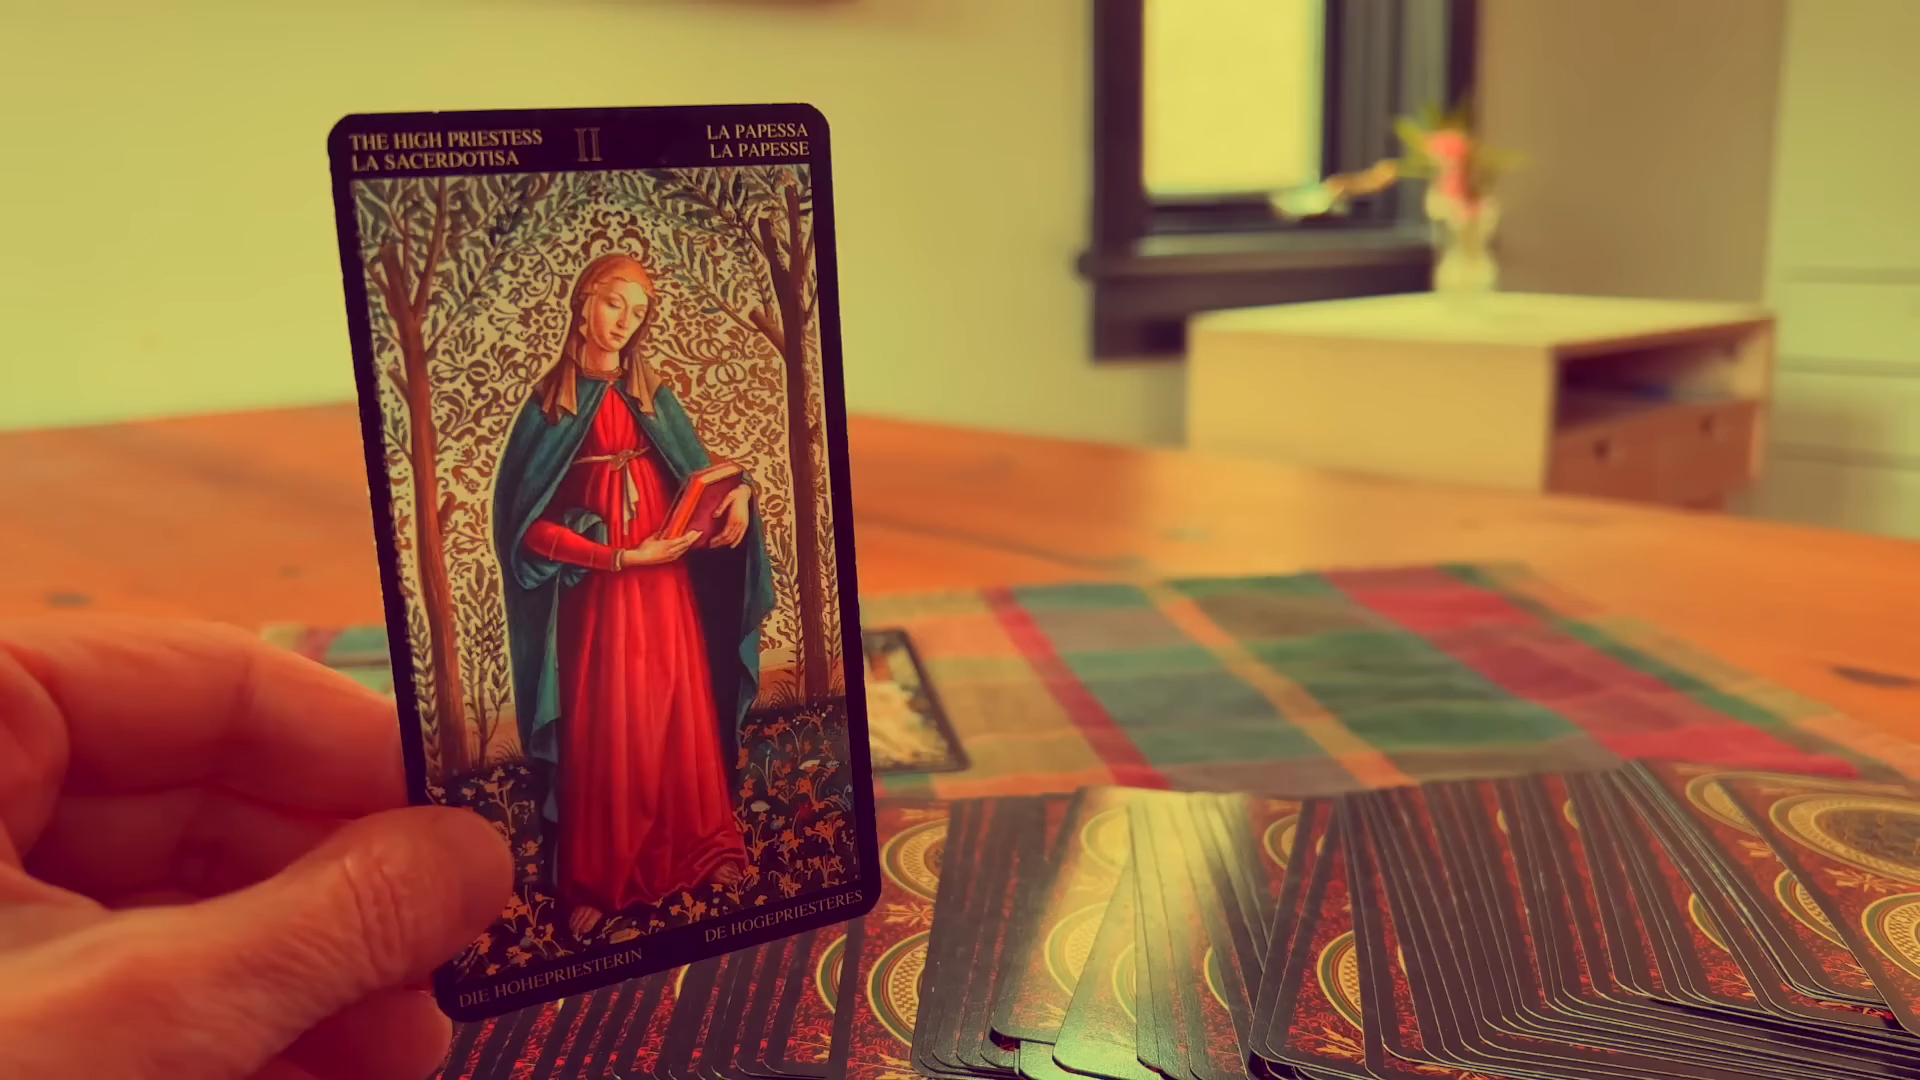 THE HIGH PRIESTESS
LA SACERDOTISA
II
LA PAPESSA
LA PAPESSE
DIE HOHEPRIESTERIN
DE HOGEPRIESTERES